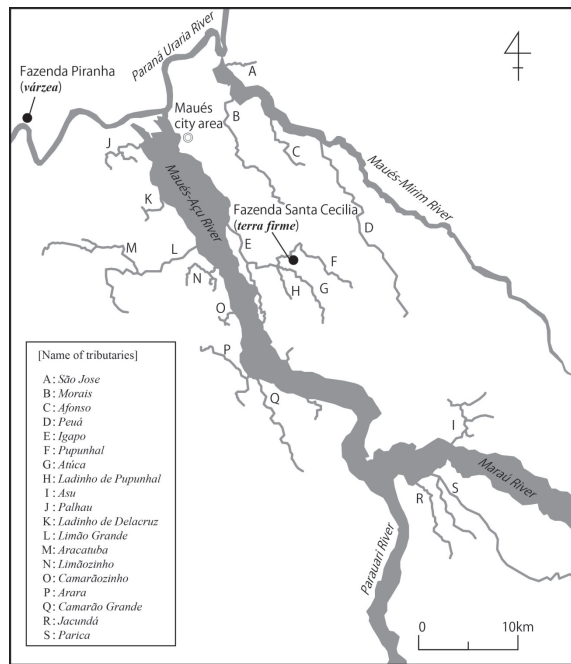 Paraná Uraria River
Fazenda Piranha
(várzea)
Maués
city area
Maués-Açu River
Maués-Mirim River
Fazenda Santa Cecilia
(terra firme)
Maraú River
Parauari River
A
B
C
D
E
F
G
H
I
J
K
L
M
N
O
P
Q
R
S
[Name of tributaries]
A : São Jose
B : Morais
C : Afonso
D : Peuá
E : Igapo
F : Pupunhal
G : Atúca
H : Ladinho de Pupunhal
I : Asu
J : Palhau
K : Ladinho de Delacruz
L : Limão Grande
M : Aracatuba
N : Limãozinho
O : Camarãozinho
P : Arara
Q : Camarão Grande
R : Jacundá
S : Parica
0 10km